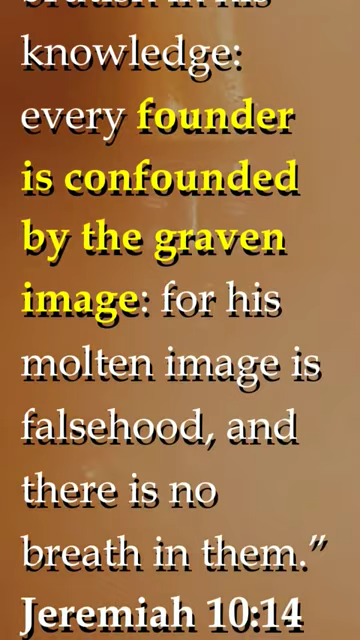 brutish in his
knowledge:
every founder
is confounded
by the graven
image: for his
molten image is
falsehood, and
there is no
breath in them.”
Jeremiah 10:14